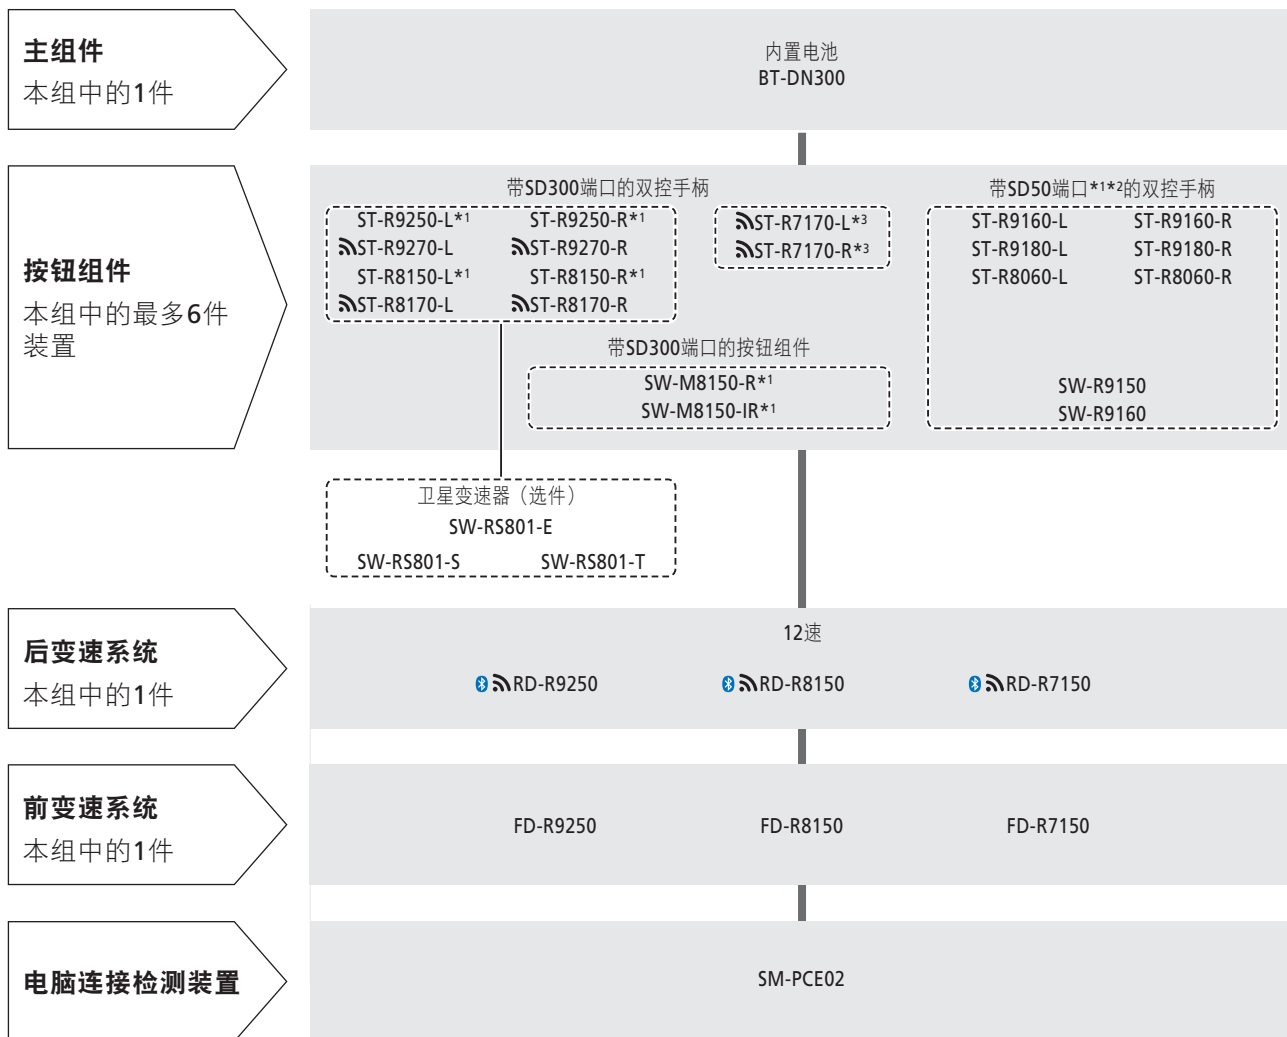 主组件
本组中的1件
内置电池
BT-DN300
按钮组件
本组中的最多6件
装置
带SD300端口的双控手柄
ST-R9250-L*1 ST-R9250-R*1
ST-R9270-L ST-R9270-R
ST-R8150-L*1 ST-R8150-R*1
ST-R8170-L ST-R8170-R
ST-R7170-L*3
ST-R7170-R*3
带SD50端口*1*2的双控手柄
ST-R9160-L ST-R9160-R
ST-R9180-L ST-R9180-R
ST-R8060-L ST-R8060-R
SW-R9150
SW-R9160
带SD300端口的按钮组件
SW-M8150-R*1
SW-M8150-IR*1
卫星变速器（选件）
SW-RS801-E
SW-RS801-S SW-RS801-T
后变速系统
本组中的1件
12速
RD-R9250 RD-R8150 RD-R7150
前变速系统
本组中的1件
FD-R9250 FD-R8150 FD-R7150
电脑连接检测装置
SM-PCE02